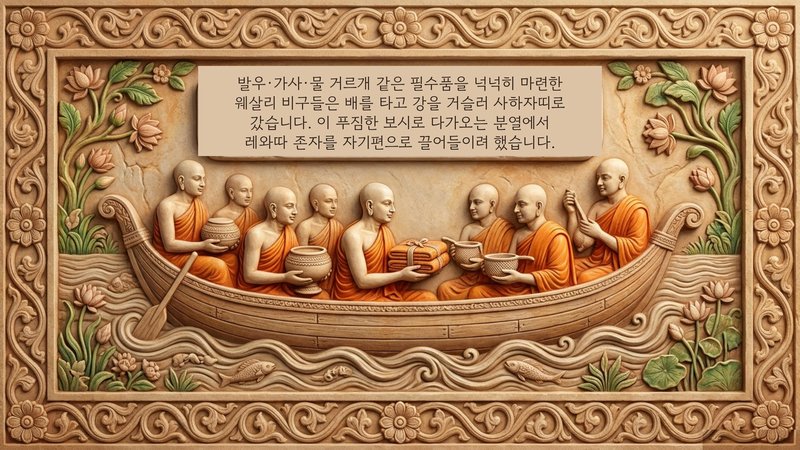 발우·가사·물 거르개 같은 필수품을 넉넉히 마련한
웨살리 비구들은 배를 타고 강을 거슬러 사하자띠로
갔습니다. 이 푸짐한 보시로 다가오는 분열에서
레와따 존자를 자기편으로 끌어들이려 했습니다.